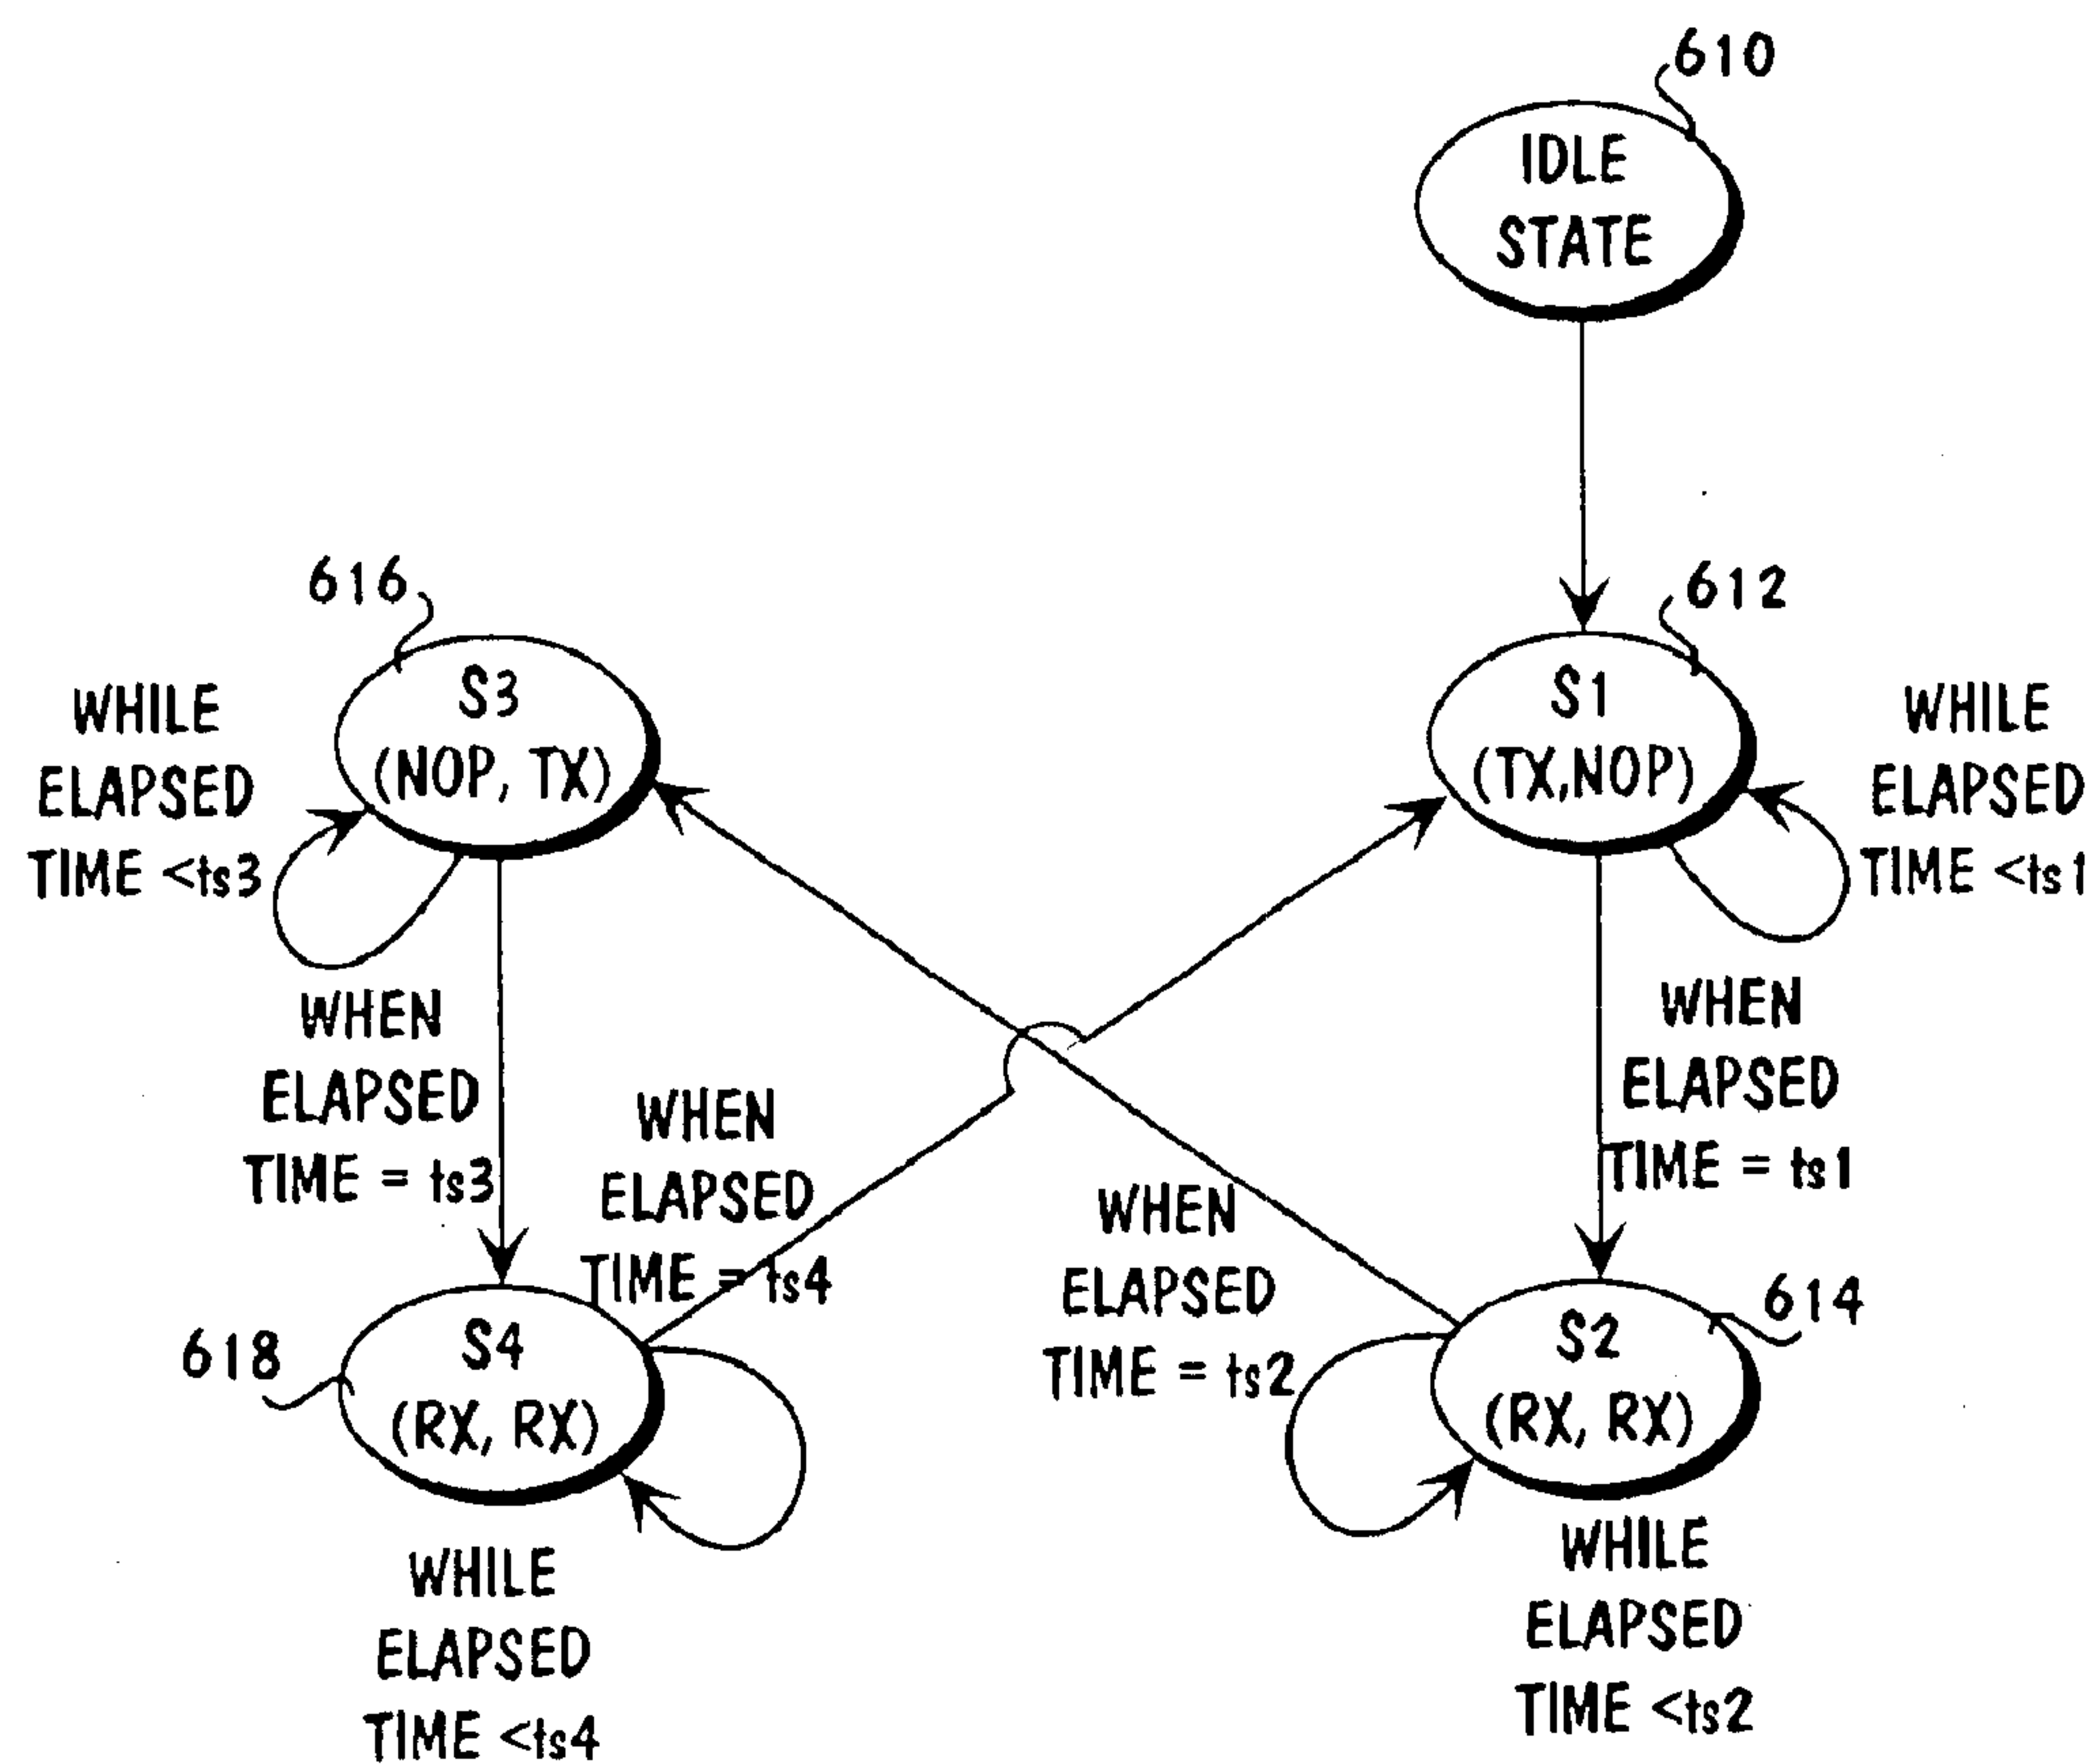 610
IDLE
STATE
616
S3
(NOP, TX)
WHILE
ELAPSED
TIME <ts3
612
S1
(TX,NOP)
WHILE
ELAPSED
TIME <ts1
WHEN
ELAPSED
TIME = ts3
WHEN
ELAPSED
TIME = ts4
WHEN
ELAPSED
TIME = ts2
WHEN
ELAPSED
TIME = ts1
618
S4
(RX, RX)
WHILE
ELAPSED
TIME <ts4
614
S2
(RX, RX)
WHILE
ELAPSED
TIME <ts2